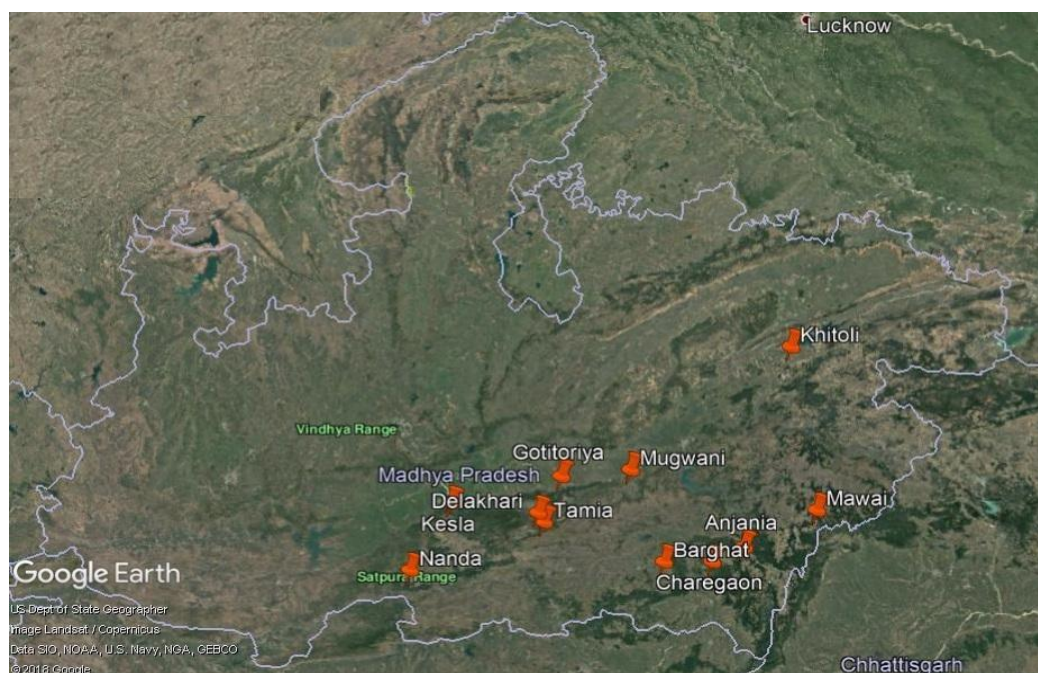 Lucknow
Khitoli
Vindhya Range
Gotitoriya
Mugwani
Madhya Pradesh
Delakhari
Mawai
Tamia
Kesla
Anjania
Barghat
Nanda
Charegaon
Google Earth
Satpura Range
US Dept of State Geographer
Image Landsat / Copernicus
Data SIO, NOAA, U.S. Navy, NGA, GEBCO
© 2018 Google
Chhattisgarh